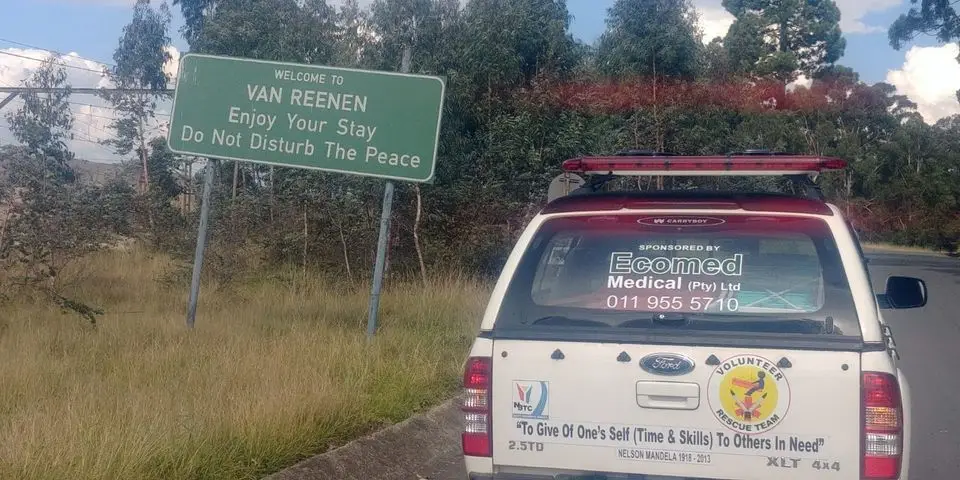 WELCOME TO
VAN REENEN
Enjoy Your Stay
Do Not Disturb The Peace
CARRYBOY
SPONSORED BY
Ecomed
Medical (Pty) Ltd
011 955 5710
Ford
VOLUNTEER
RESCUE TEAM
NBTC
"To Give Of One's Self (Time & Skills) To Others In Need"
2.5TD
NELSON MANDELA 1918 - 2013
XLT 4x4